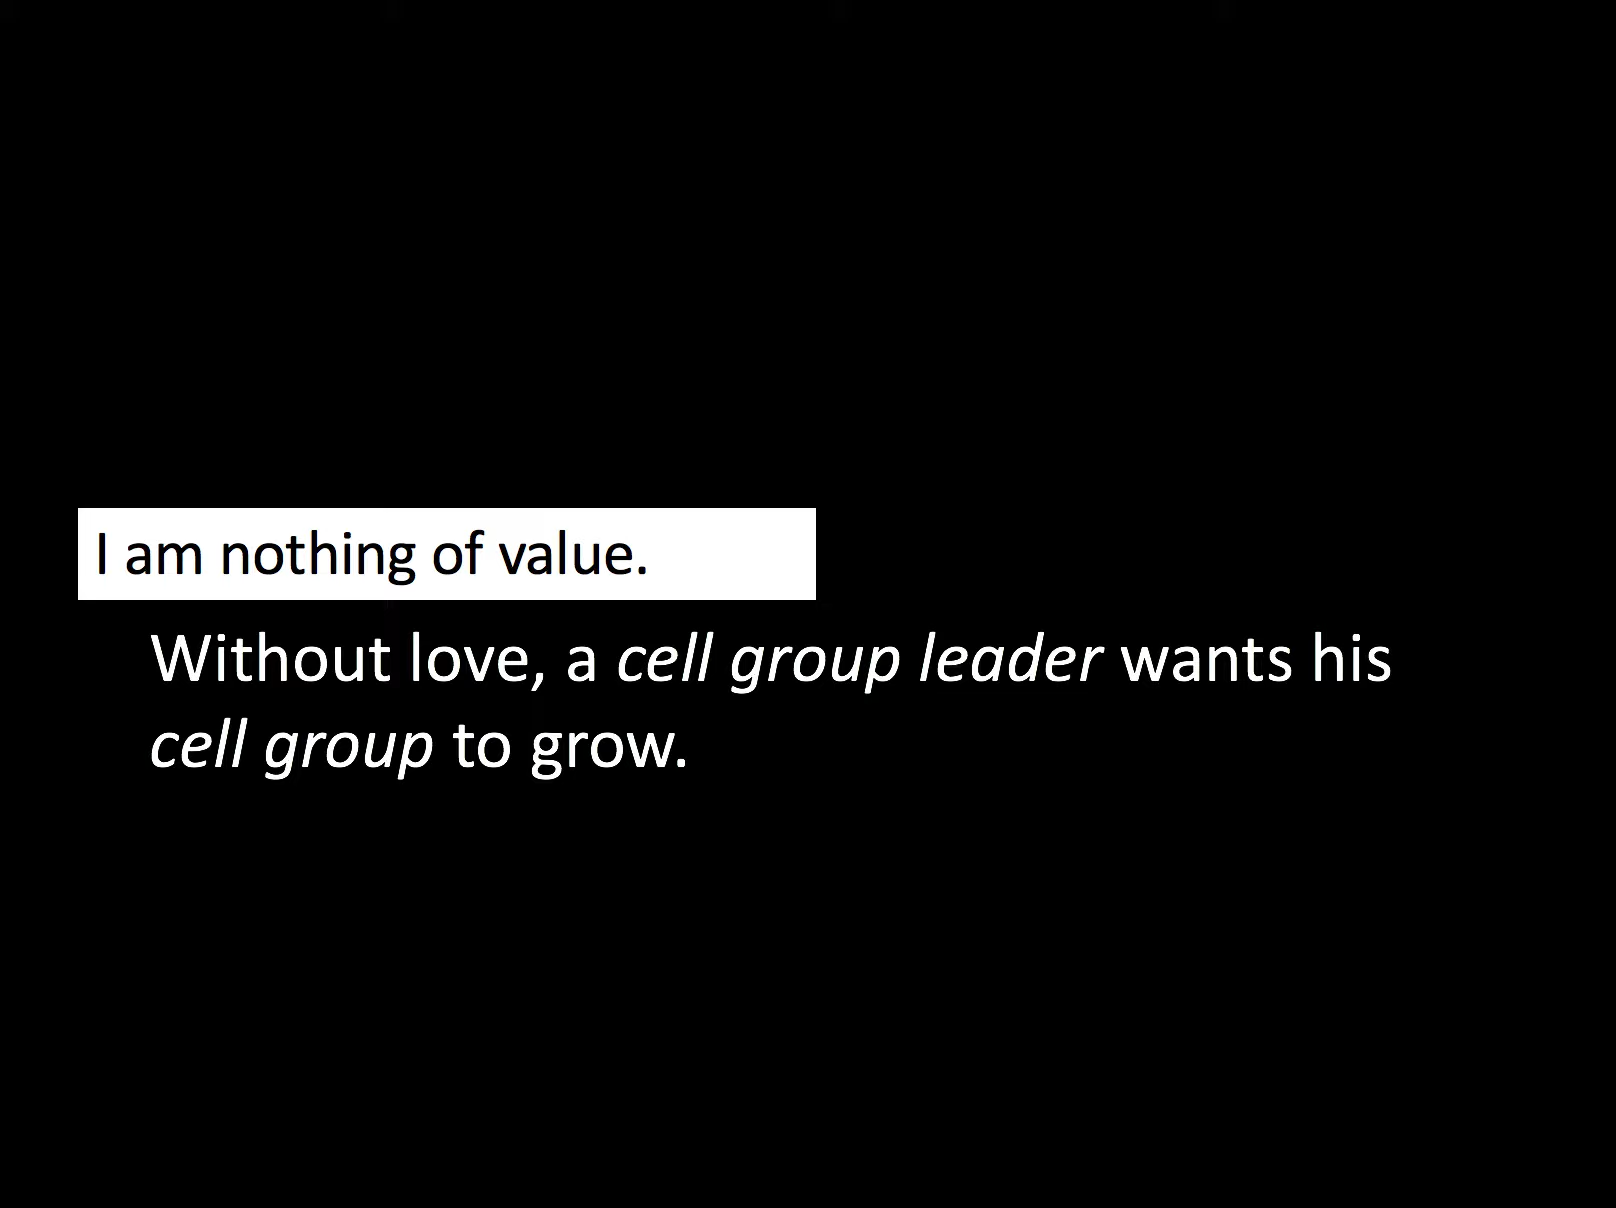 I am nothing of value.
Without love, a cell group leader wants his
cell group to grow.